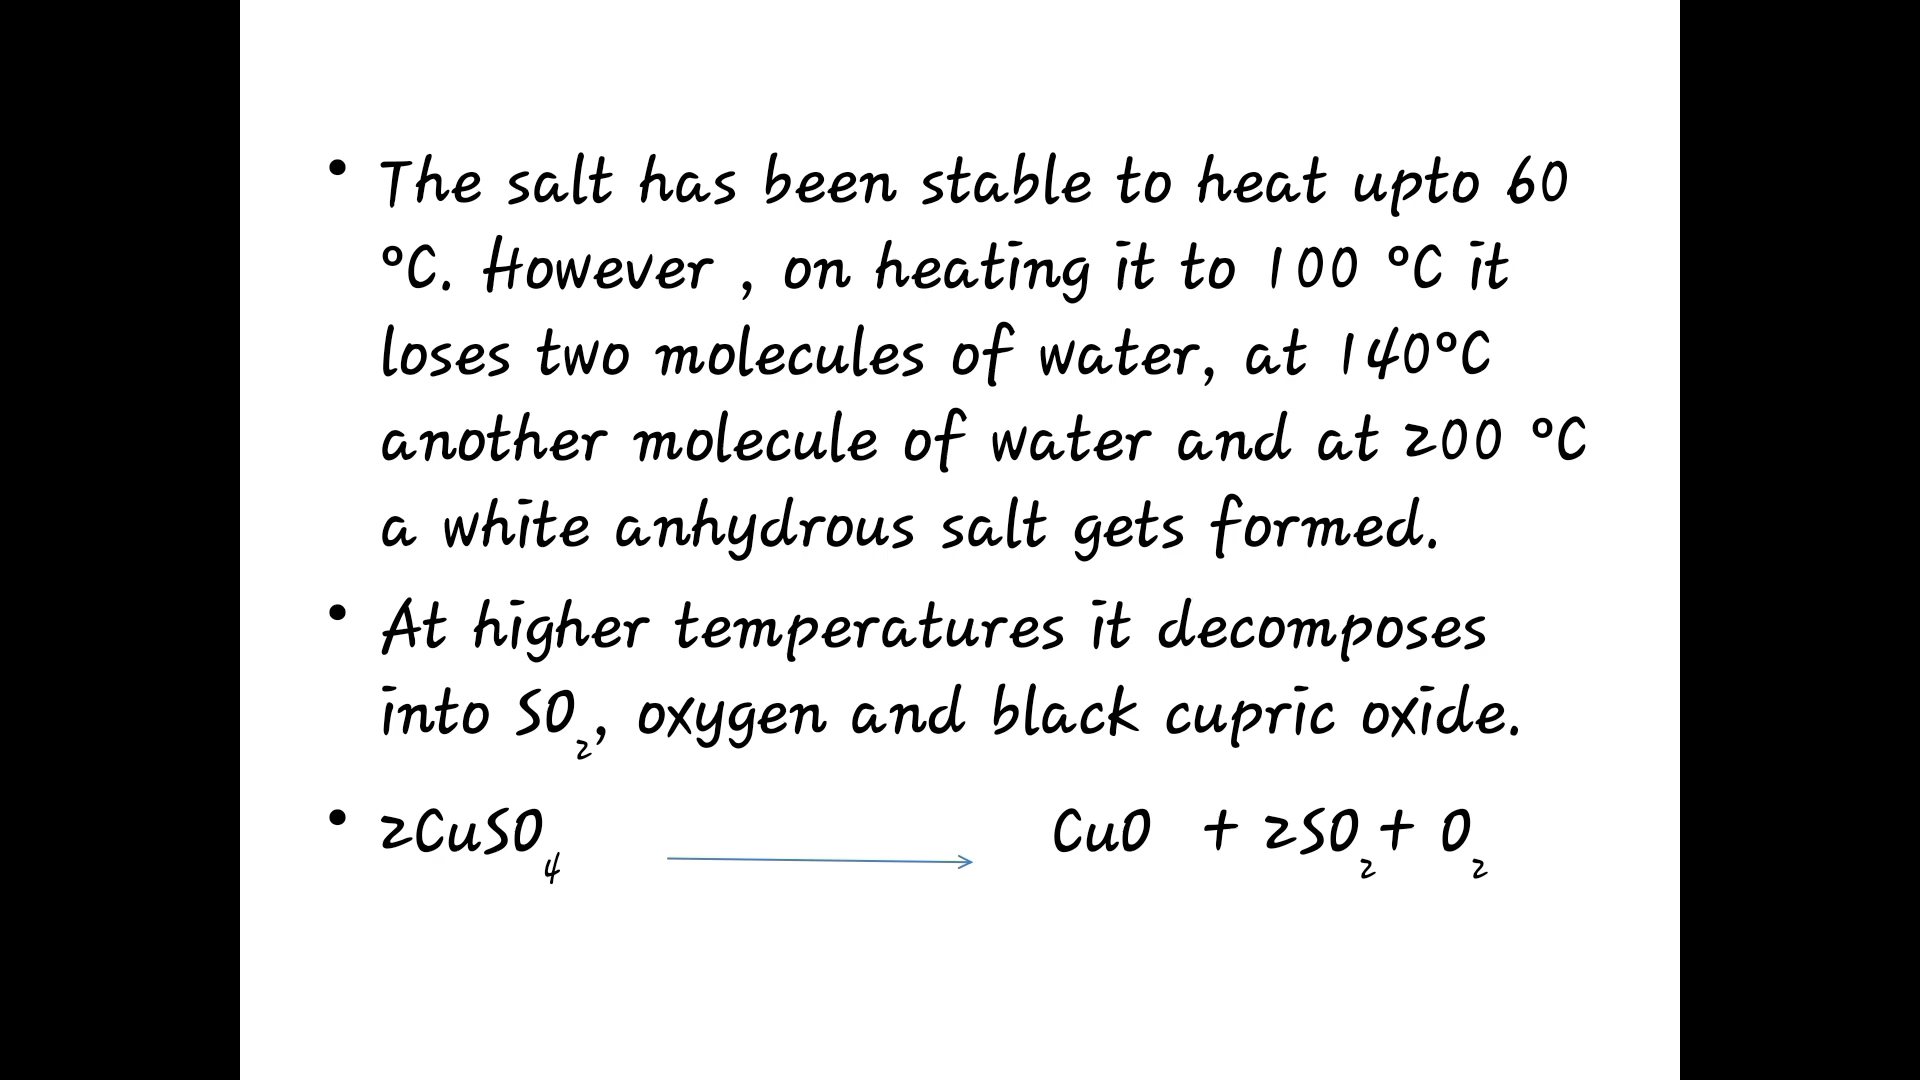 • The salt has been stable to heat upto 60
°C. However , on heating it to 100 °C it
loses two molecules of water, at 140°C
another molecule of water and at 200 °C
a white anhydrous salt gets formed.
• At higher temperatures it decomposes
into SO₂, oxygen and black cupric oxide.
• 2CuSO₄ → CuO + 2SO₂+ O₂